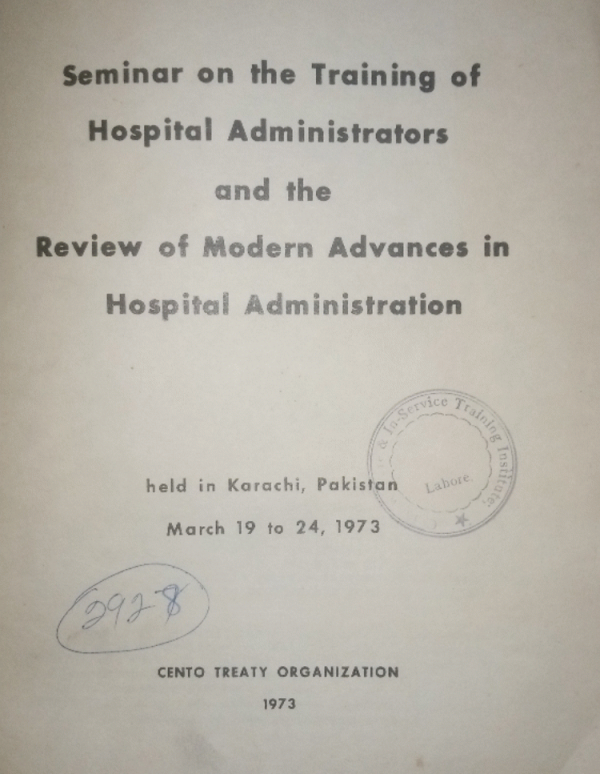 Seminar on the Training of
Hospital Administrators
and the
Review of Modern Advances in
Hospital Administration
& In-Service Training Institute,
Lahore.
held in Karachi, Pakistan
March 19 to 24, 1973
2928
CENTO TREATY ORGANIZATION
1973